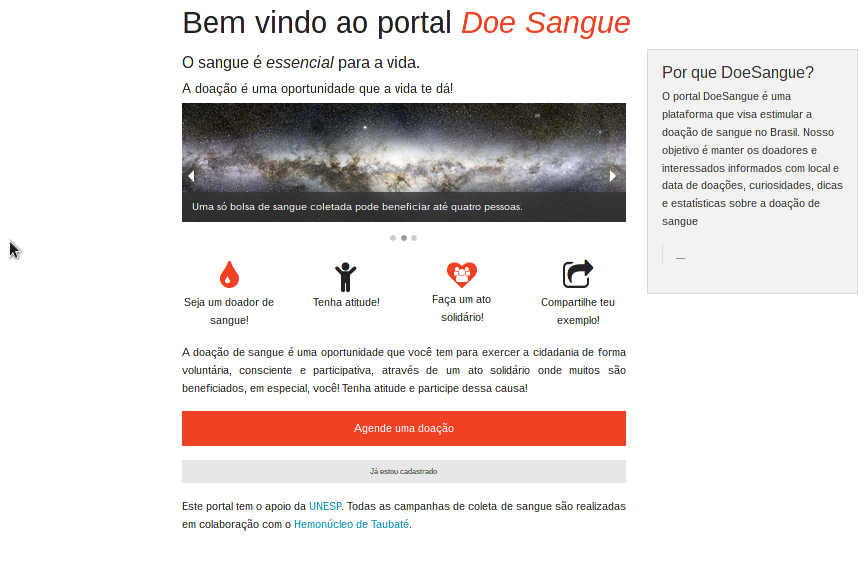 Bem vindo ao portal Doe Sangue
O sangue é essencial para a vida.
A doação é uma oportunidade que a vida te dá!
Uma só bolsa de sangue coletada pode beneficiar até quatro pessoas.
Seja um doador de
sangue!
Tenha atitude!
Faça um ato
solidário!
Compartilhe teu
exemplo!
A doação de sangue é uma oportunidade que você tem para exercer a cidadania de forma
voluntária, consciente e participativa, através de um ato solidário onde muitos são
beneficiados, em especial, você! Tenha atitude e participe dessa causa!
Agende uma doação
Já estou cadastrado
Este portal tem o apoio da UNESP. Todas as campanhas de coleta de sangue são realizadas
em colaboração com o Hemonúcleo de Taubaté.
Por que DoeSangue?
O portal DoeSangue é uma
plataforma que visa estimular a
doação de sangue no Brasil. Nosso
objetivo é manter os doadores e
interessados informados com local e
data de doações, curiosidades, dicas
e estatísticas sobre a doação de
sangue
—